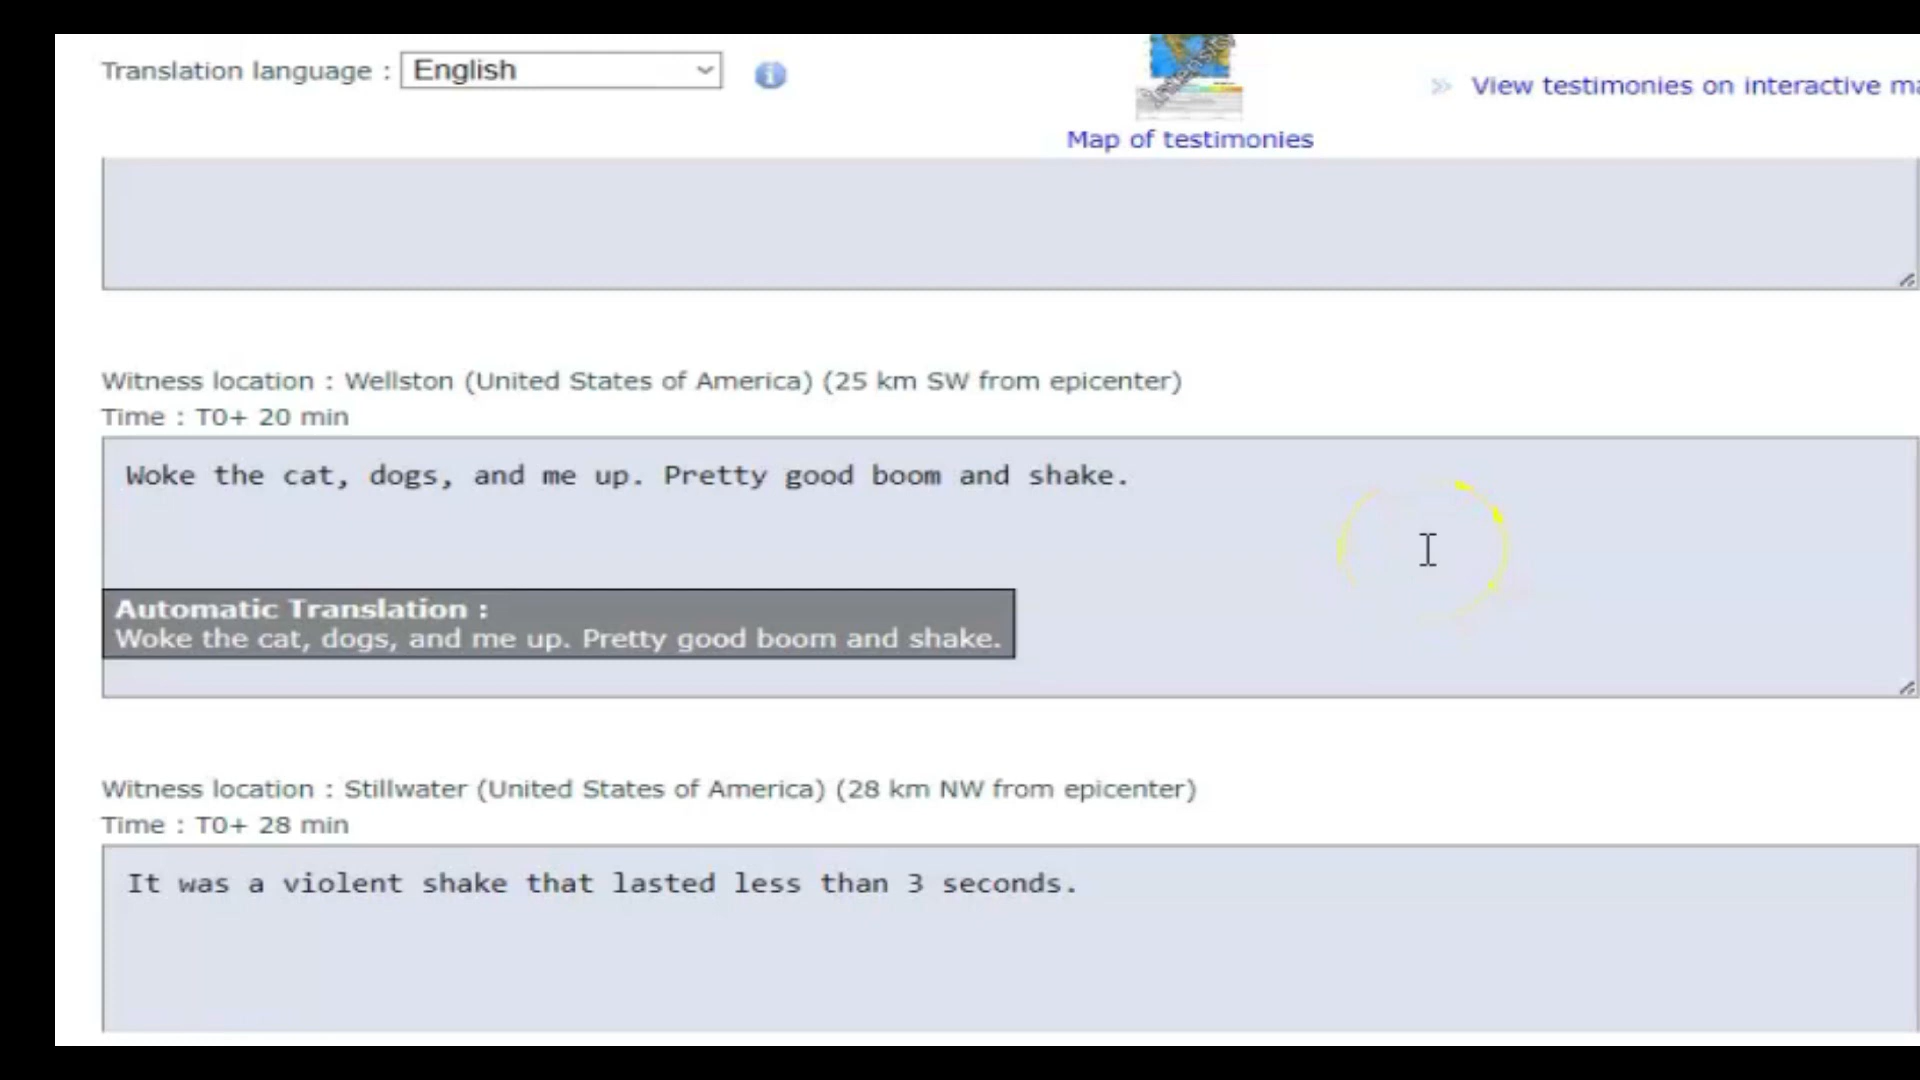 Translation language : English
Intensity
View testimonies on interactive
Map of testimonies
Witness location : Wellston (United States of America) (25 km SW from epicenter)
Time : T0+ 20 min
Woke the cat, dogs, and me up. Pretty good boom and shake.
Automatic Translation :
Woke the cat, dogs, and me up. Pretty good boom and shake.
Witness location : Stillwater (United States of America) (28 km NW from epicenter)
Time : T0+ 28 min
It was a violent shake that lasted less than 3 seconds.